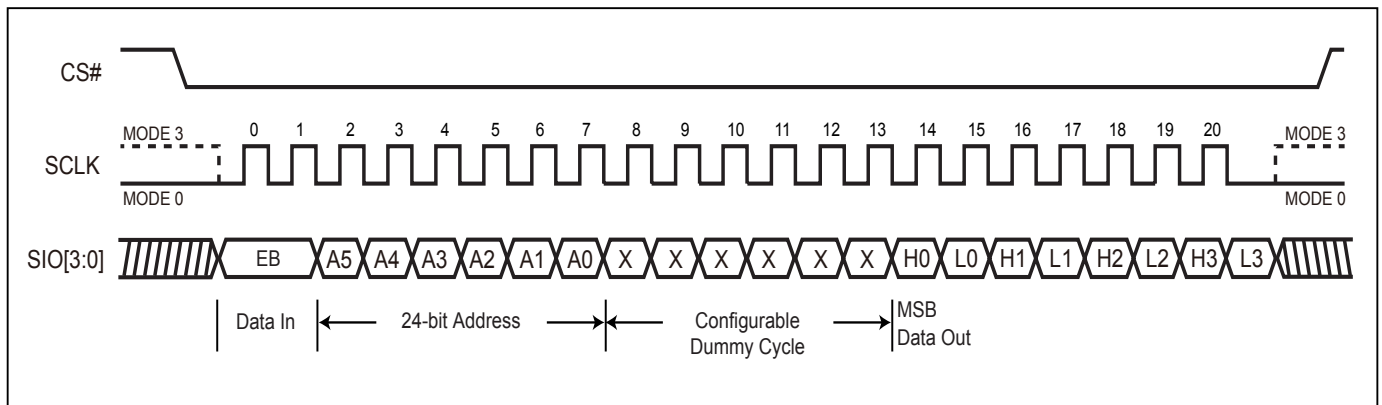 CS#
MODE 3 0 1 2 3 4 5 6 7 8 9 10 11 12 13 14 15 16 17 18 19 20 MODE 3
SCLK
MODE 0 MODE 0
SIO[3:0] EB A5 A4 A3 A2 A1 A0 X X X X X X H0 L0 H1 L1 H2 L2 H3 L3
Data In 24-bit Address Configurable MSB
Dummy Cycle Data Out